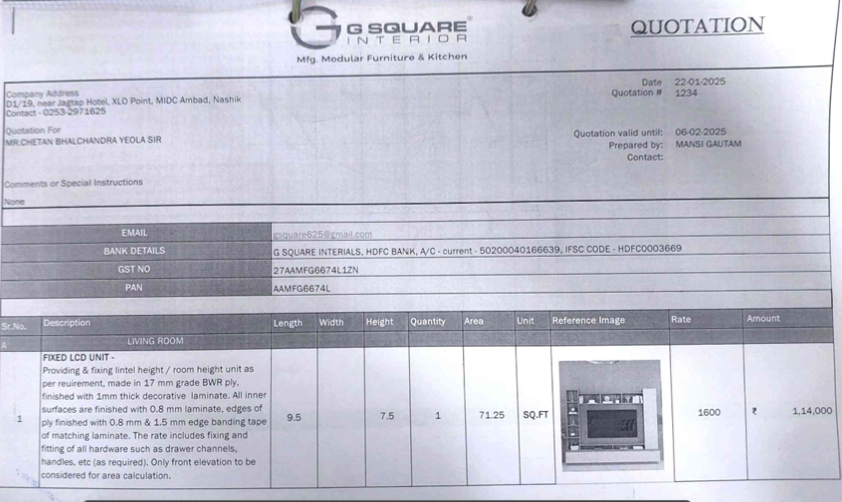 G SQUARE
INTERIOR
Mfg. Modular Furniture & Kitchen
QUOTATION
Company Address
D1/19, near Jagtap Hotel, XLO Point, MIDC Ambad, Nashik
Contact - 0253-2971625
Date 22-01-2025
Quotation # 1234
Quotation For
MR.CHETAN BHALCHANDRA YEOLA SIR
Quotation valid until: 06-02-2025
Prepared by: MANSI GAUTAM
Contact:
Comments or Special Instructions
None
EMAIL gsquare625@gmail.com
BANK DETAILS G SQUARE INTERIALS, HDFC BANK, A/C - current - 50200040166639, IFSC CODE - HDFC0003669
GST NO 27AAMFG6674L1ZN
PAN AAMFG6674L
Sr.No. Description Length Width Height Quantity Area Unit Reference Image Rate Amount
A LIVING ROOM
FIXED LCD UNIT -
Providing & fixing lintel height / room height unit as
per reuirement, made in 17 mm grade BWR ply,
finished with 1mm thick decorative laminate. All inner
surfaces are finished with 0.8 mm laminate, edges of
1 ply finished with 0.8 mm & 1.5 mm edge banding tape 9.5 7.5 1 71.25 SQ.FT 1600 ₹ 1,14,000
of matching laminate. The rate includes fixing and
fitting of all hardware such as drawer channels,
handles, etc (as required). Only front elevation to be
considered for area calculation.